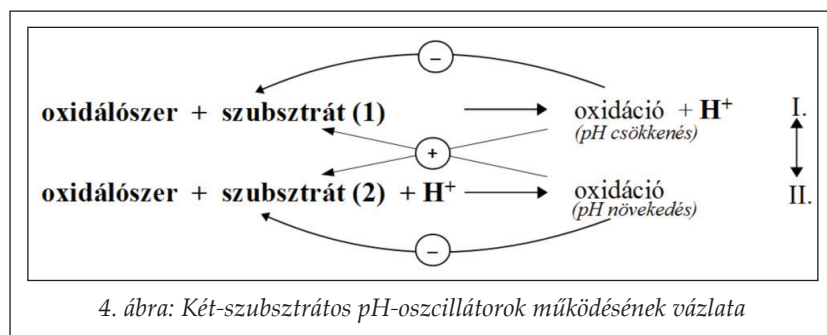 −
oxidálószer + szubsztrát (1) → oxidáció + H⁺ I.
(pH csökkenés)
+
oxidálószer + szubsztrát (2) + H⁺ → oxidáció II.
(pH növekedés)
−
4. ábra: Két-szubsztrátos pH-oszcillátorok működésének vázlata